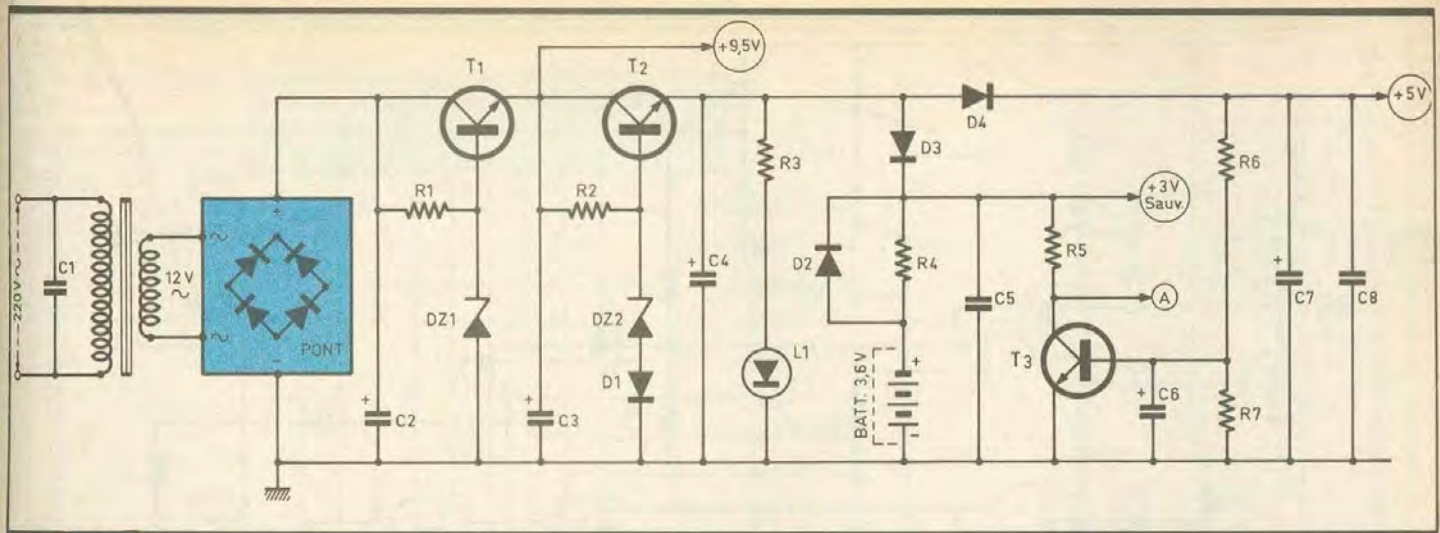 +9,5V
T1
T2
+5V
D4
R3
D3
R6
220V~
C1
12V
~
+
~
~
-
PONT
R1
R2
DZ1
DZ2
D1
+
C2
+
C3
+
C4
L1
D2
R4
+3V
Sauv.
R5
C5
A
T3
+
C6
R7
+
C7
C8
BATT. 3,6V
+
-